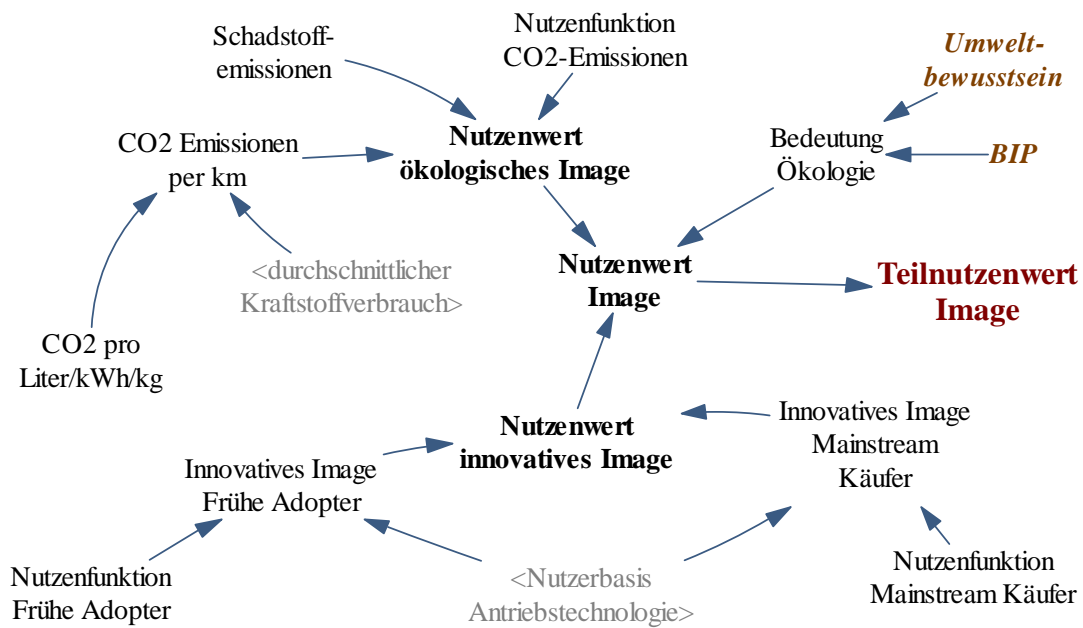 Schadstoff-
emissionen
Nutzenfunktion
CO2-Emissionen
Umwelt-
bewusstsein
CO2 Emissionen
per km
Nutzenwert
ökologisches Image
Bedeutung
Ökologie
BIP
<durchschnittlicher
Kraftstoffverbrauch>
Nutzenwert
Image
Teilnutzenwert
Image
CO2 pro
Liter/kWh/kg
Nutzenwert
innovatives Image
Innovatives Image
Mainstream
Käufer
Innovatives Image
Frühe Adopter
Nutzenfunktion
Frühe Adopter
<Nutzerbasis
Antriebstechnologie>
Nutzenfunktion
Mainstream Käufer